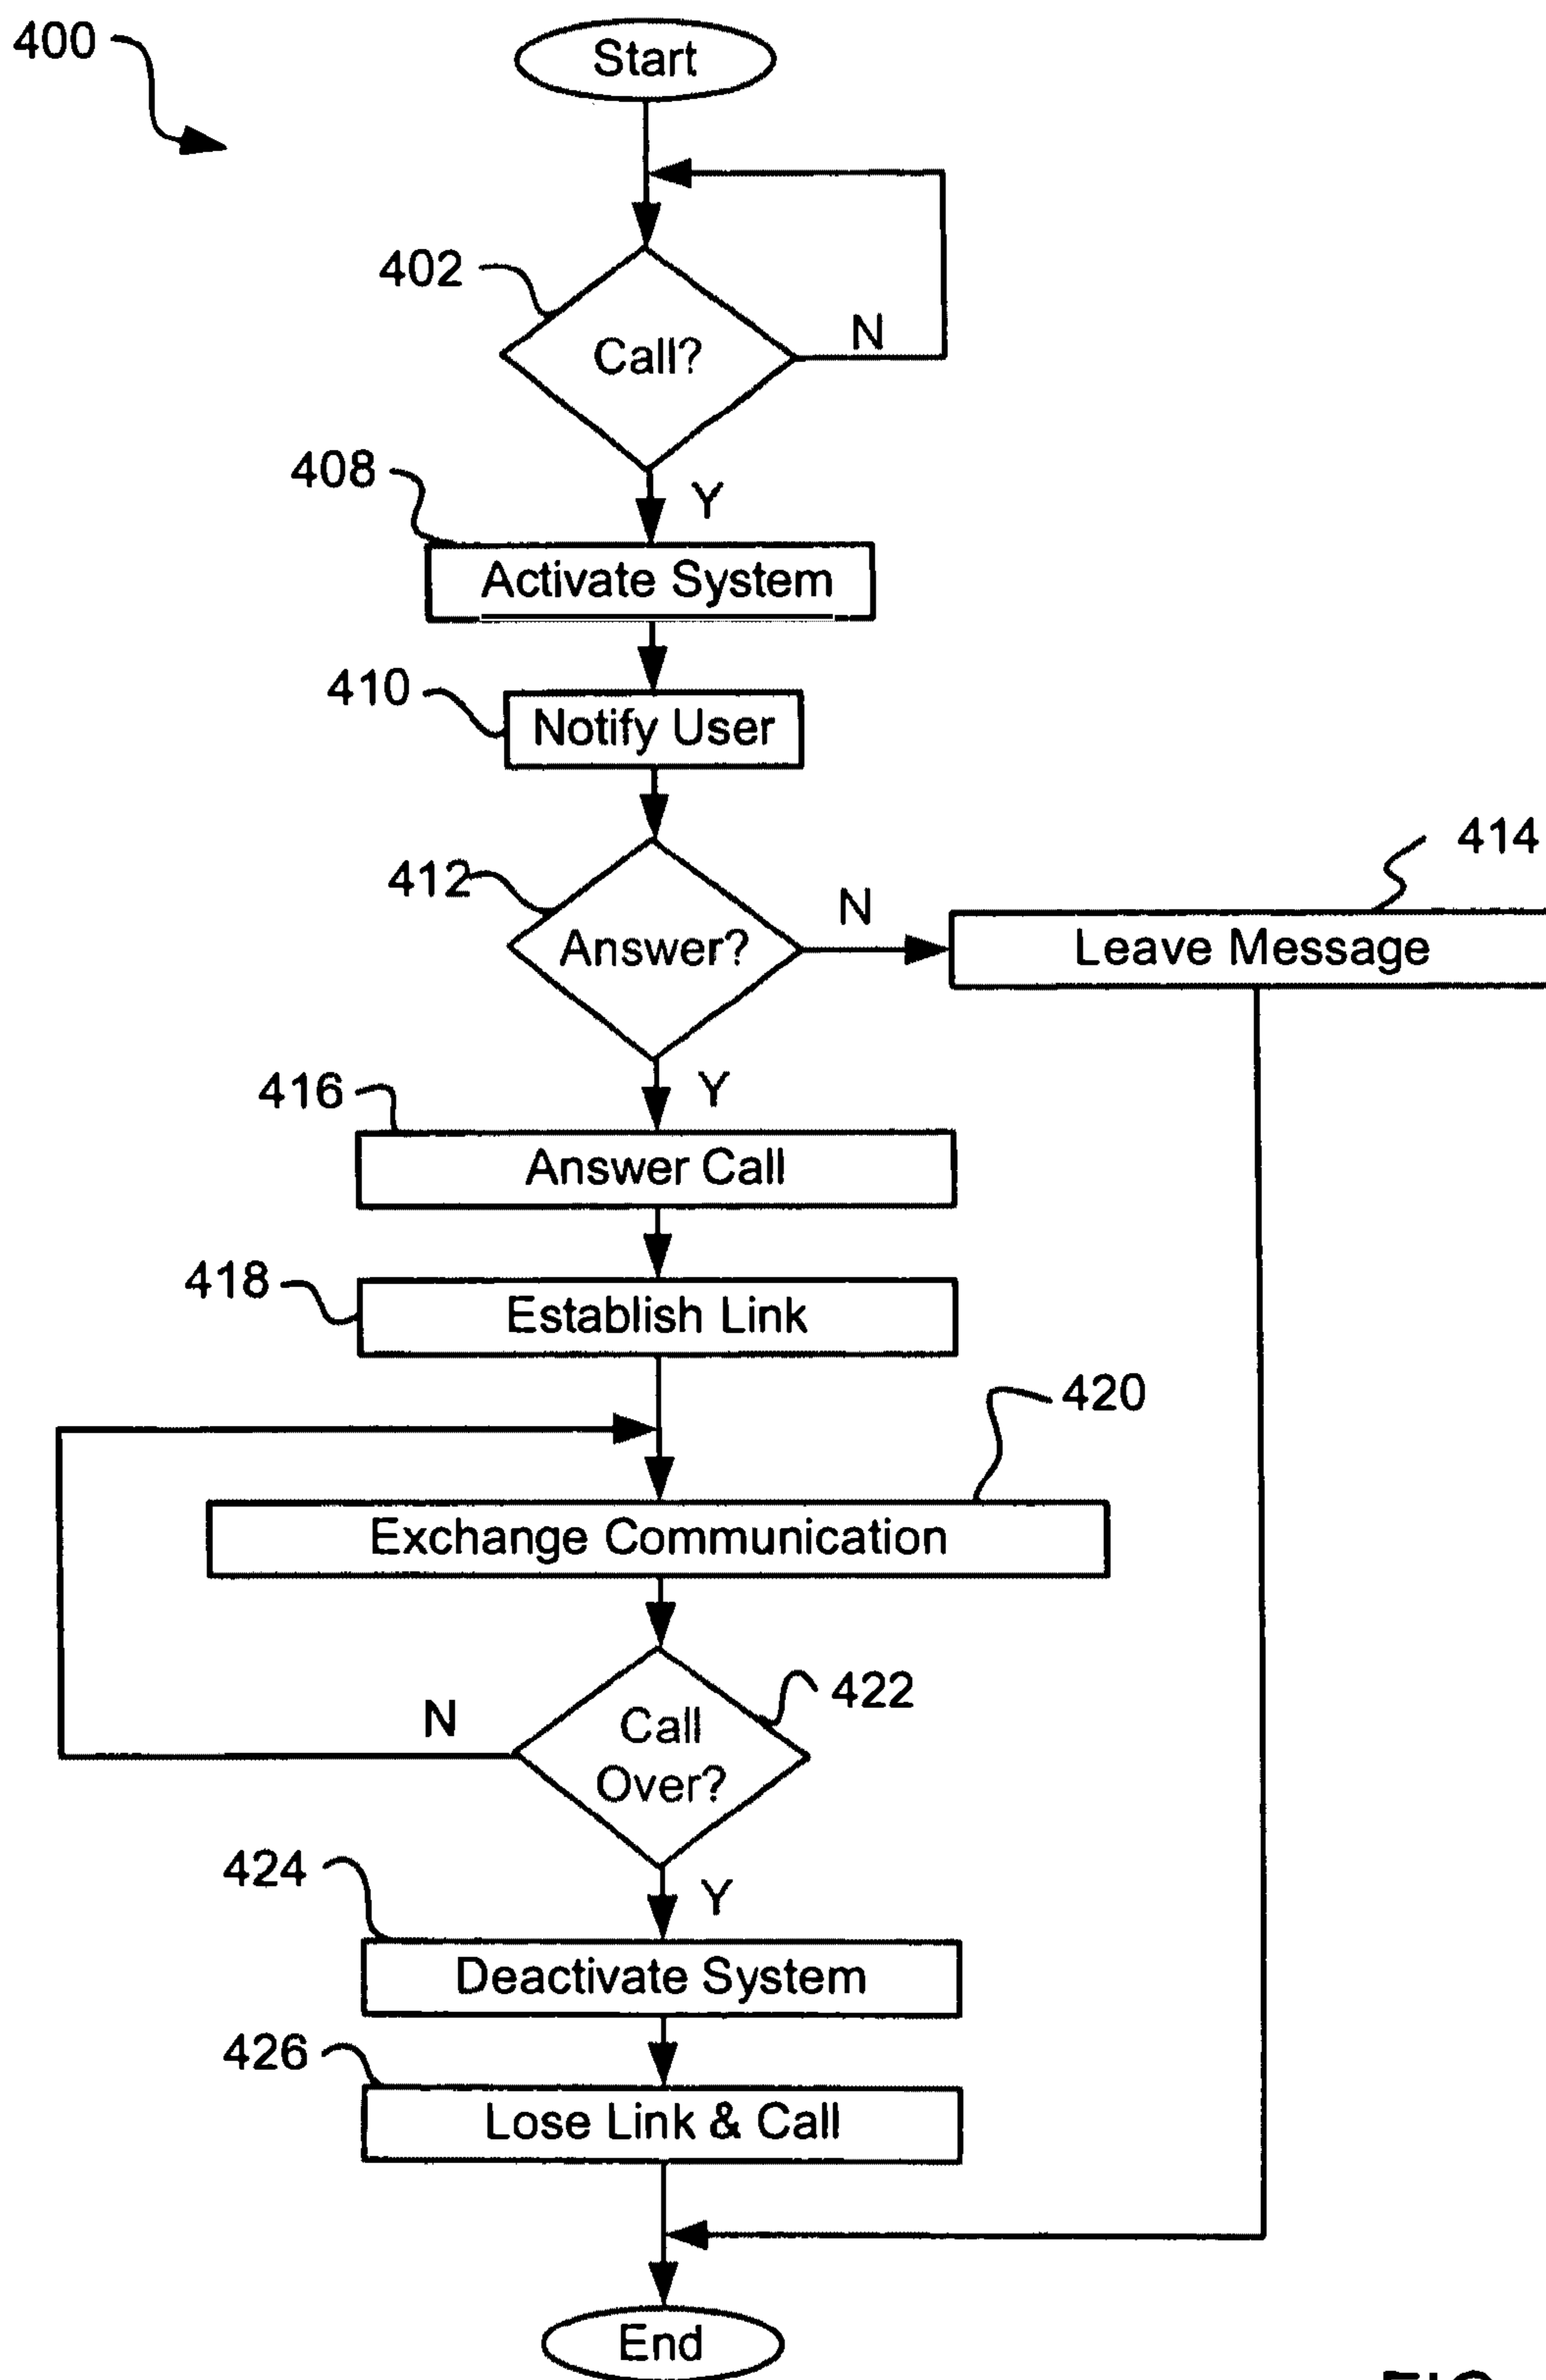 400
Start
402
Call?
N
408
Y
Activate System
410
Notify User
412
Answer?
N
414
Leave Message
416
Y
Answer Call
418
Establish Link
420
Exchange Communication
422
N
Call
Over?
424
Y
Deactivate System
426
Lose Link & Call
End